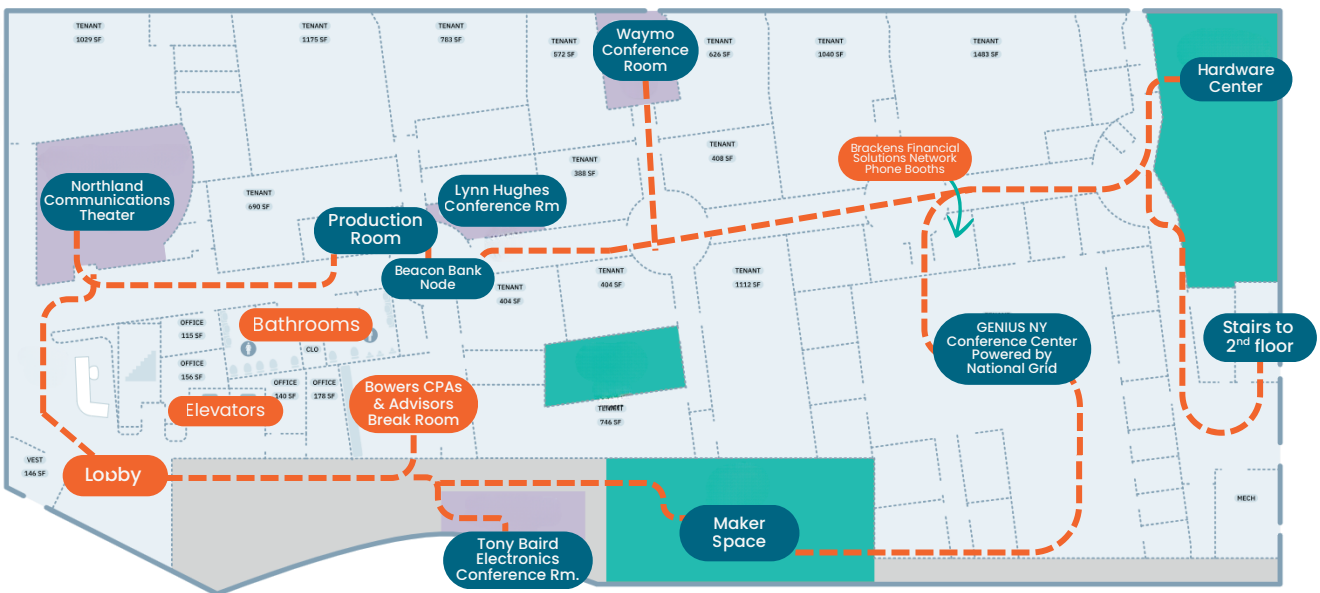 TENANT
1029 SF
TENANT
1175 SF
TENANT
783 SF
TENANT
572 SF
Waymo
Conference
Room
TENANT
626 SF
TENANT
1040 SF
TENANT
1483 SF
Hardware
Center
Brackens Financial
Solutions Network
Phone Booths
TENANT
408 SF
TENANT
388 SF
Northland
Communications
Theater
TENANT
690 SF
Lynn Hughes
Conference Rm
Production
Room
Beacon Bank
Node
TENANT
404 SF
TENANT
404 SF
TENANT
1112 SF
OFFICE
115 SF
Bathrooms
CLO
OFFICE
156 SF
OFFICE
140 SF
OFFICE
178 SF
Elevators
Bowers CPAs
& Advisors
Break Room
GENIUS NY
Conference Center
Powered by
National Grid
Stairs to
2nd floor
746 SF
VEST
146 SF
Lobby
MECH
Maker
Space
Tony Baird
Electronics
Conference Rm.